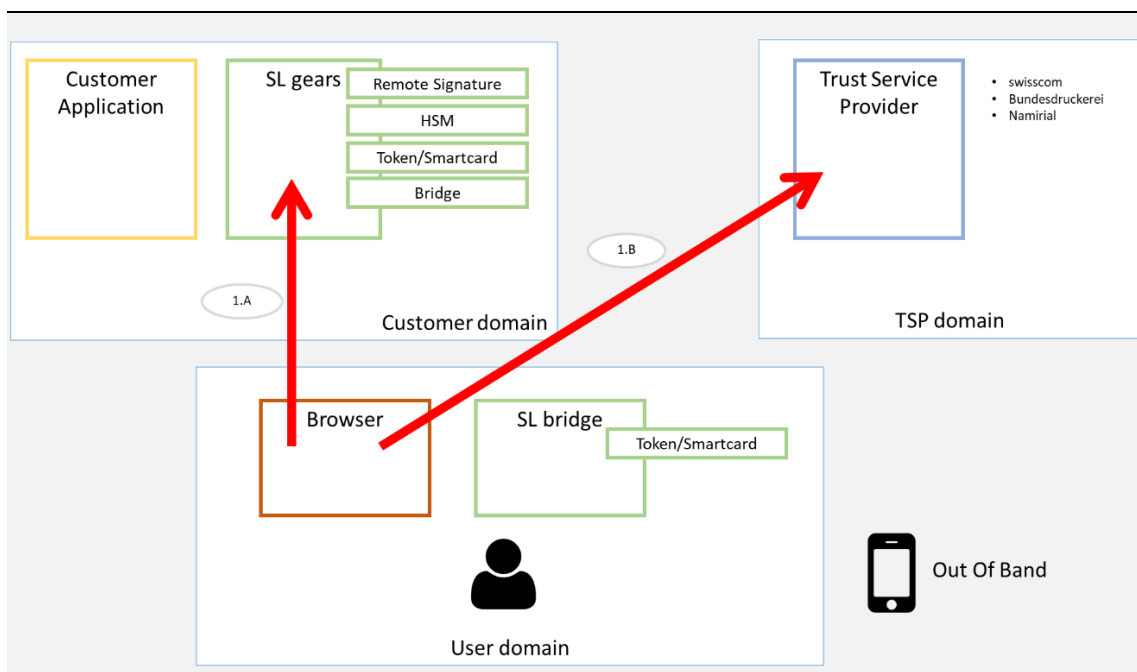 Customer
Application
SL gears
Remote Signature
HSM
Token/Smartcard
Bridge
1.A
Customer domain
Trust Service
Provider
• swisscom
• Bundesdruckerei
• Namirial
TSP domain
1.B
Browser
SL bridge
Token/Smartcard
User domain
Out Of Band